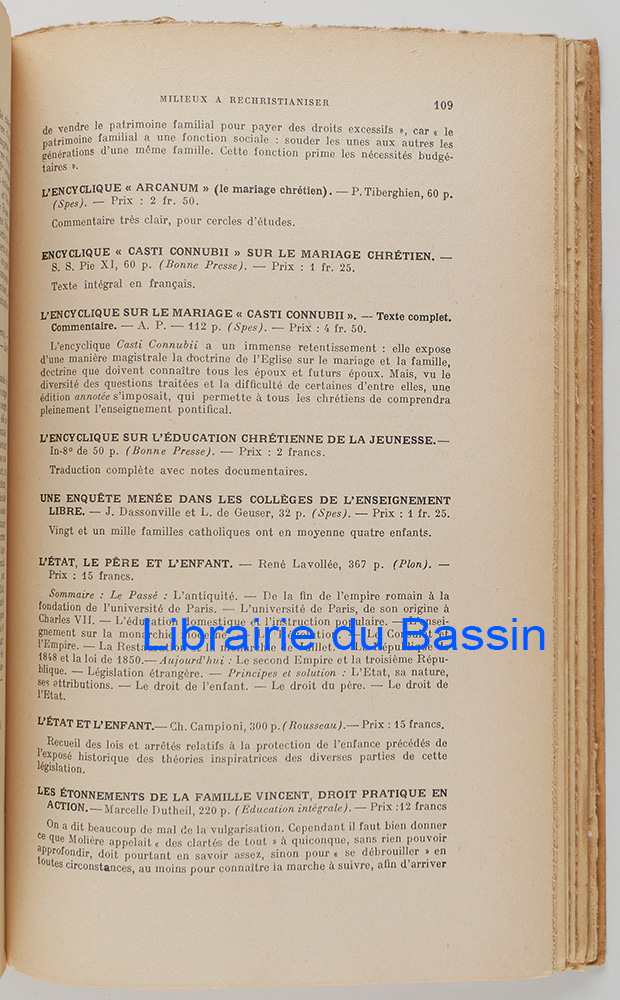 MILIEUX A RECHRISTIANISER
109
de vendre le patrimoine familial pour payer des droits excessifs », car « le
patrimoine familial a une fonction sociale : souder les unes aux autres les
générations d'une même famille. Cette fonction prime les nécessités budgé-
taires ».
L'ENCYCLIQUE « ARCANUM » (le mariage chrétien). — P. Tiberghien, 60 p.
(Spes). — Prix : 2 fr. 50.
Commentaire très clair, pour cercles d'études.
ENCYCLIQUE « CASTI CONNUBII » SUR LE MARIAGE CHRÉTIEN. —
S. S. Pie XI, 60 p. (Bonne Presse). — Prix : 1 fr. 25.
Texte intégral en français.
L'ENCYCLIQUE SUR LE MARIAGE « CASTI CONNUBII ». — Texte complet.
Commentaire. — A. P. — 112 p. (Spes). — Prix : 4 fr. 50.
L'encyclique Casti Connubii a un immense retentissement : elle expose
d'une manière magistrale la doctrine de l'Eglise sur le mariage et la famille,
doctrine que doivent connaître tous les époux et futurs époux. Mais, vu le
diversité des questions traitées et la difficulté de certaines d'entre elles, une
édition annotée s'imposait, qui permette à tous les chrétiens de comprendra
pleinement l'enseignement pontifical.
L'ENCYCLIQUE SUR L'ÉDUCATION CHRÉTIENNE DE LA JEUNESSE. —
In-8° de 50 p. (Bonne Presse). — Prix : 2 francs.
Traduction complète avec notes documentaires.
UNE ENQUÊTE MENÉE DANS LES COLLÈGES DE L'ENSEIGNEMENT
LIBRE. — J. Dassonville et L. de Geuser, 32 p. (Spes). — Prix : 1 fr. 25.
Vingt et un mille familles catholiques ont en moyenne quatre enfants.
L'ÉTAT, LE PÊRE ET L'ENFANT. — René Lavollée, 367 p. (Plon). —
Prix : 15 francs.
Sommaire : Le Passé : L'antiquité. — De la fin de l'empire romain à la
fondation de l'université de Paris. — L'université de Paris, de son origine à
Charles VII. — L'éducation domestique et l'instruction populaire. — L'ensei-
gnement sur la monarchie moderne
l'Empire. — La Restauration et la monarchie de Juillet. — La République de
1848 et la loi de 1850. — Aujourd'hui : Le second Empire et la troisième Répu-
blique. — Législation étrangère. — Principes et solution : L'Etat, sa nature,
ses attributions. — Le droit de l'enfant. — Le droit du père. — Le droit de
l'Etat.
Librairie du Bassin
L'ÉTAT ET L'ENFANT. — Ch. Campioni, 300 p. (Rousseau). — Prix : 15 francs.
Recueil des lois et arrêtés relatifs à la protection de l'enfance précédés de
l'exposé historique des théories inspiratrices des diverses parties de cette
législation.
LES ÉTONNEMENTS DE LA FAMILLE VINCENT, DROIT PRATIQUE EN
ACTION. — Marcelle Dutheil, 220 p. (Education intégrale). — Prix : 12 francs
On a dit beaucoup de mal de la vulgarisation. Cependant il faut bien donner
ce que Molière appelait « des clartés de tout » à quiconque, sans rien pouvoir
approfondir, doit pourtant en savoir assez, sinon pour « se débrouiller » en
toutes circonstances, au moins pour connaître la marche à suivre, afin d'arriver